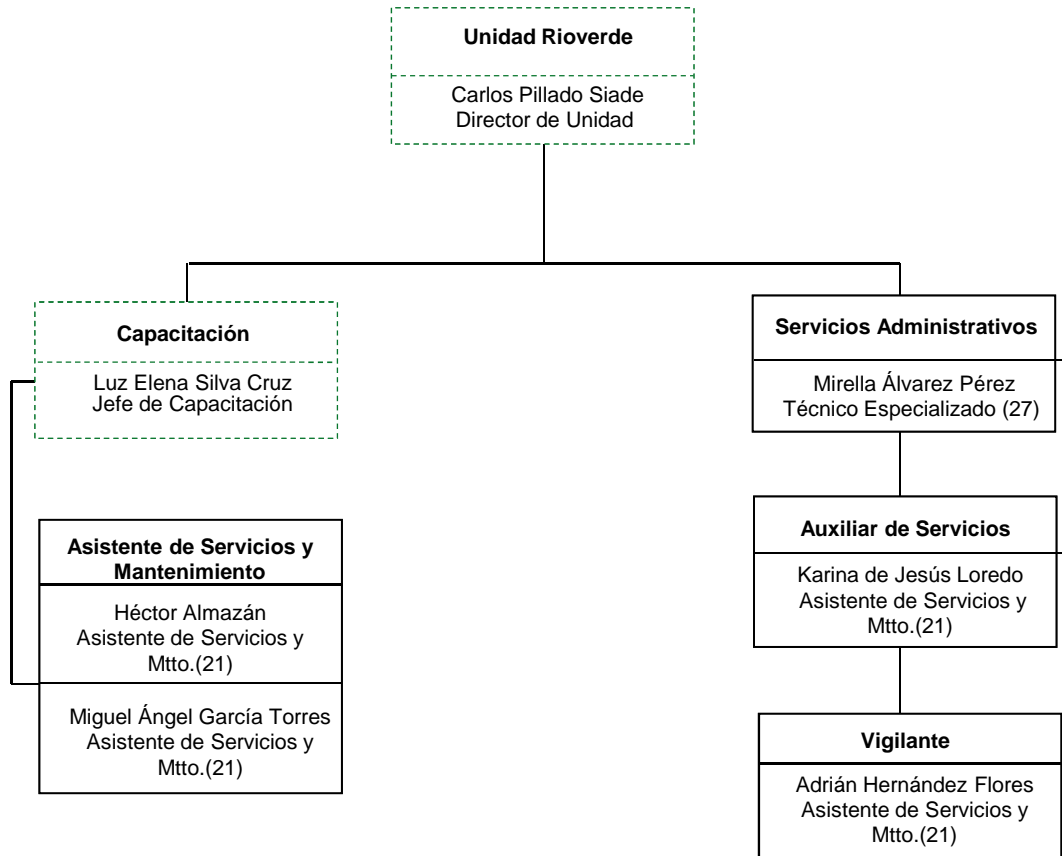 Unidad Rioverde
Carlos Pillado Siade
Director de Unidad
Capacitación
Luz Elena Silva Cruz
Jefe de Capacitación
Asistente de Servicios y
Mantenimiento
Héctor Almazán
Asistente de Servicios y
Mtto.(21)
Miguel Ángel García Torres
Asistente de Servicios y
Mtto.(21)
Servicios Administrativos
Mirella Álvarez Pérez
Técnico Especializado (27)
Auxiliar de Servicios
Karina de Jesús Loredo
Asistente de Servicios y
Mtto.(21)
Vigilante
Adrián Hernández Flores
Asistente de Servicios y
Mtto.(21)